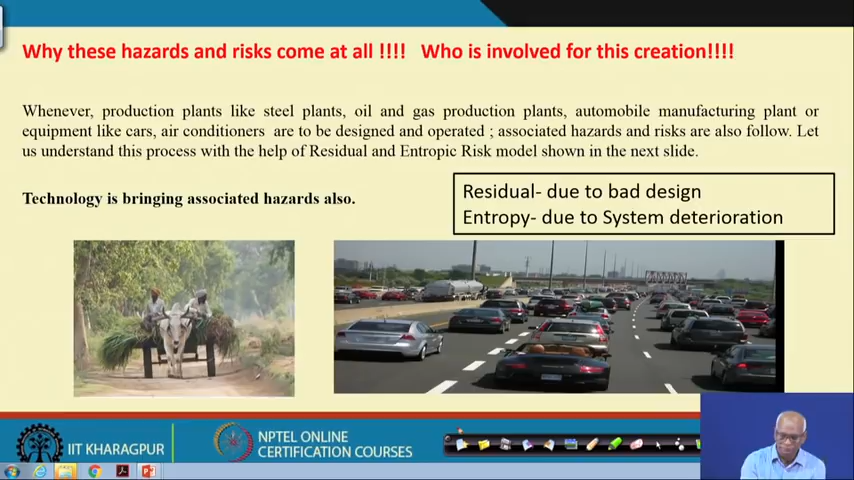 Why these hazards and risks come at all !!!! Who is involved for this creation!!!!
Whenever, production plants like steel plants, oil and gas production plants, automobile manufacturing plant or
equipment like cars, air conditioners are to be designed and operated ; associated hazards and risks are also follow. Let
us understand this process with the help of Residual and Entropic Risk model shown in the next slide.
Technology is bringing associated hazards also.
Residual- due to bad design
Entropy- due to System deterioration
IIT KHARAGPUR
NPTEL ONLINE
CERTIFICATION COURSES